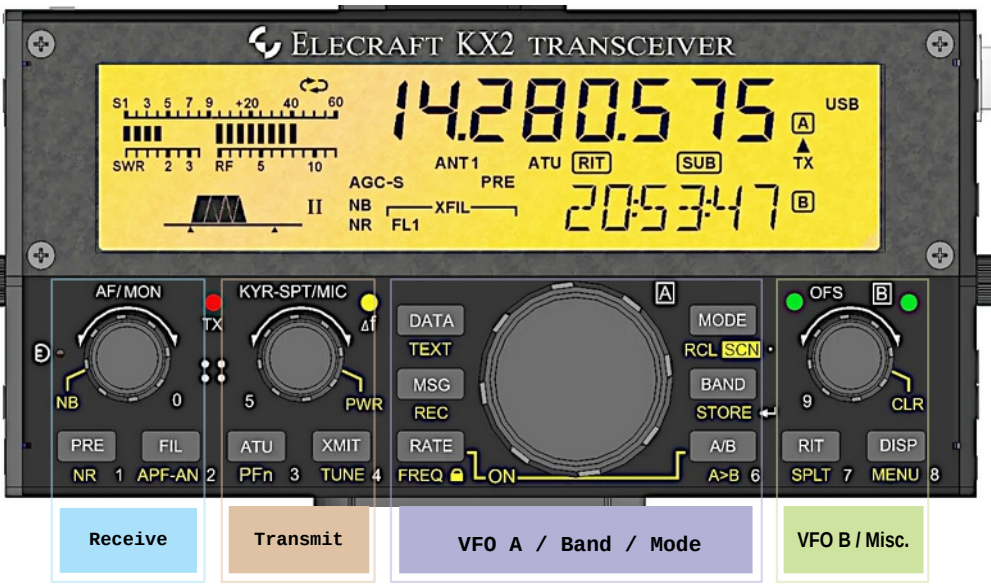 ELECRAFT KX2 TRANSCEIVER
S1 3 5 7 9 +20 40 60
SWR 2 3 RF 5 10
14.280.575
USB
A
TX
ANT1 ATU RIT SUB
AGC-S PRE
NB XFIL
NR FL1
II
20:53:47 B
AF/MON
TX
KYR-SPT/MIC
Δf
A
OFS B
NB 0
5 PWR
9 CLR
DATA
TEXT
MSG
REC
RATE
FREQ
ON
MODE
RCL SCN
BAND
STORE
A/B
A>B 6
PRE FIL
NR 1 APF-AN 2
ATU XMIT
PFn 3 TUNE 4
RIT DISP
SPLT 7 MENU 8
Receive
Transmit
VFO A / Band / Mode
VFO B / Misc.